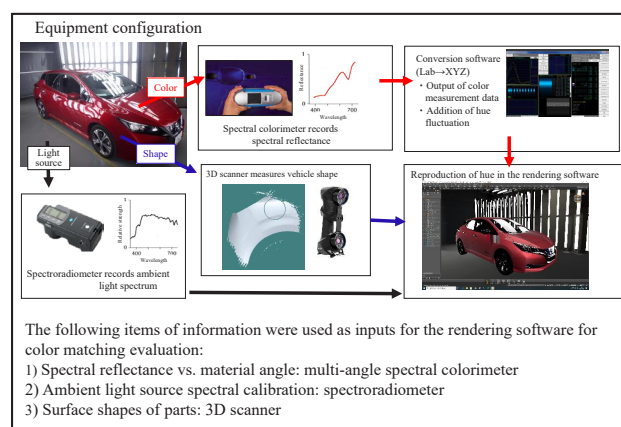 Equipment configuration
Color
Light
source
Shape
Reflectance
1
0
400
700
Wavelength
Spectral colorimeter records
spectral reflectance
Conversion software
(Lab→XYZ)
・Output of color
measurement data
・Addition of hue
fluctuation
3D scanner measures vehicle shape
Reproduction of hue in the rendering software
Relative strength
400
700
Wavelength
Spectroradiometer records ambient
light spectrum
The following items of information were used as inputs for the rendering software for
color matching evaluation:
1) Spectral reflectance vs. material angle: multi-angle spectral colorimeter
2) Ambient light source spectral calibration: spectroradiometer
3) Surface shapes of parts: 3D scanner